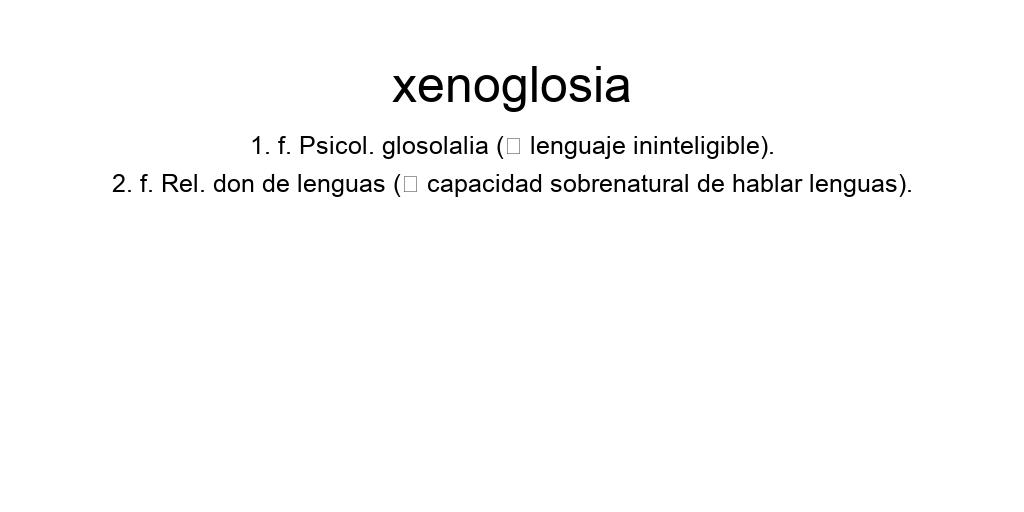 xenoglosia
1. f. Psicol. glosolalia (□ lenguaje ininteligible).
2. f. Rel. don de lenguas (□ capacidad sobrenatural de hablar lenguas).